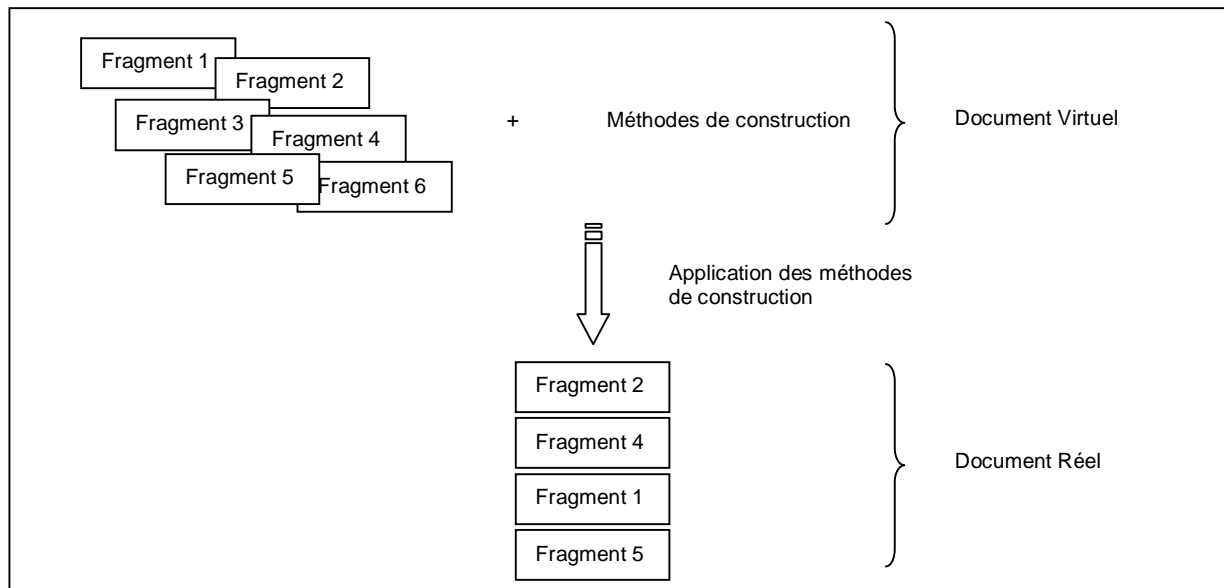 Fragment 1
Fragment 2
Fragment 3
Fragment 4
Fragment 5
Fragment 6
+
Méthodes de construction
Document Virtuel
Application des méthodes
de construction
Fragment 2
Fragment 4
Fragment 1
Fragment 5
Document Réel